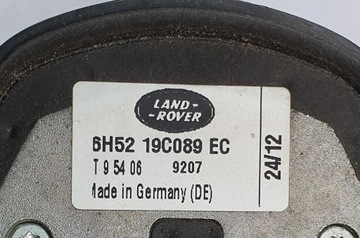 LAND-
-ROVER
6H52 19C089 EC
T 9 54 06 9207
Made in Germany (DE)
24/12